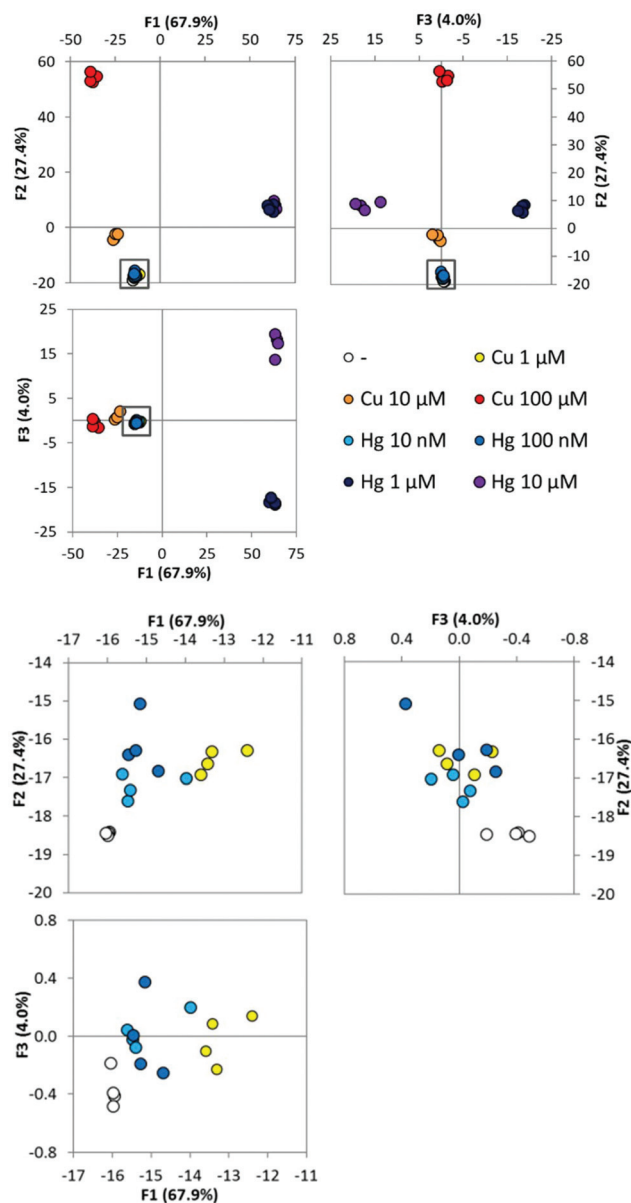 F1 (67.9%)
-50 -25 0 25 50 75
60
40
20
0
-20
F2 (27.4%)
F3 (4.0%)
25 15 5 -5 -15 -25
60
50
40
30
20
10
0
-10
-20
F2 (27.4%)
25
15
5
-5
-15
-25
F3 (4.0%)
-50 -25 0 25 50 75
F1 (67.9%)
- Cu 1 µM
Cu 10 µM Cu 100 µM
Hg 10 nM Hg 100 nM
Hg 1 µM Hg 10 µM
F1 (67.9%)
-17 -16 -15 -14 -13 -12 -11
-14
-15
-16
-17
-18
-19
-20
F2 (27.4%)
F3 (4.0%)
0.8 0.4 0.0 -0.4 -0.8
-14
-15
-16
-17
-18
-19
-20
F2 (27.4%)
0.8
0.4
0.0
-0.4
-0.8
F3 (4.0%)
-17 -16 -15 -14 -13 -12 -11
F1 (67.9%)